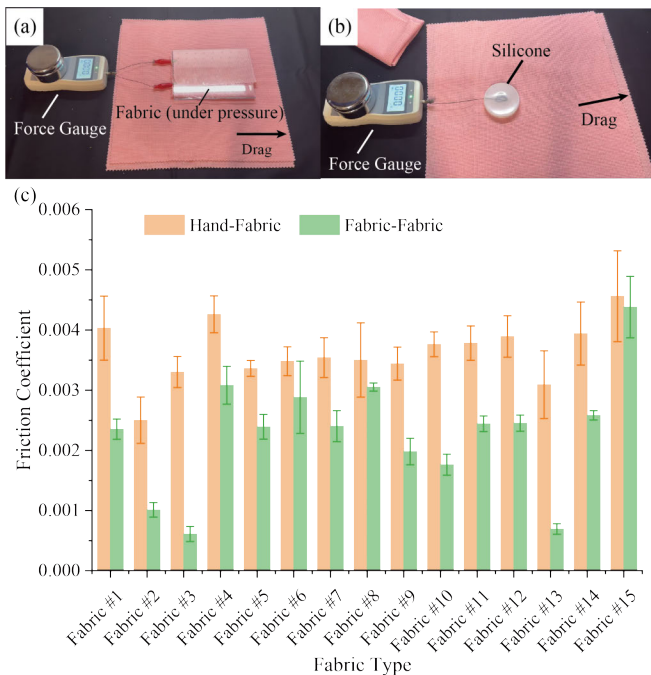 (a)
Force Gauge
Fabric (under pressure)
Drag
(b)
Silicone
Force Gauge
Drag
(c)
0.006
0.005
0.004
0.003
0.002
0.001
0.000
Friction Coefficient
Hand-Fabric
Fabric-Fabric
Fabric #1
Fabric #2
Fabric #3
Fabric #4
Fabric #5
Fabric #6
Fabric #7
Fabric #8
Fabric #9
Fabric #10
Fabric #11
Fabric #12
Fabric #13
Fabric #14
Fabric #15
Fabric Type